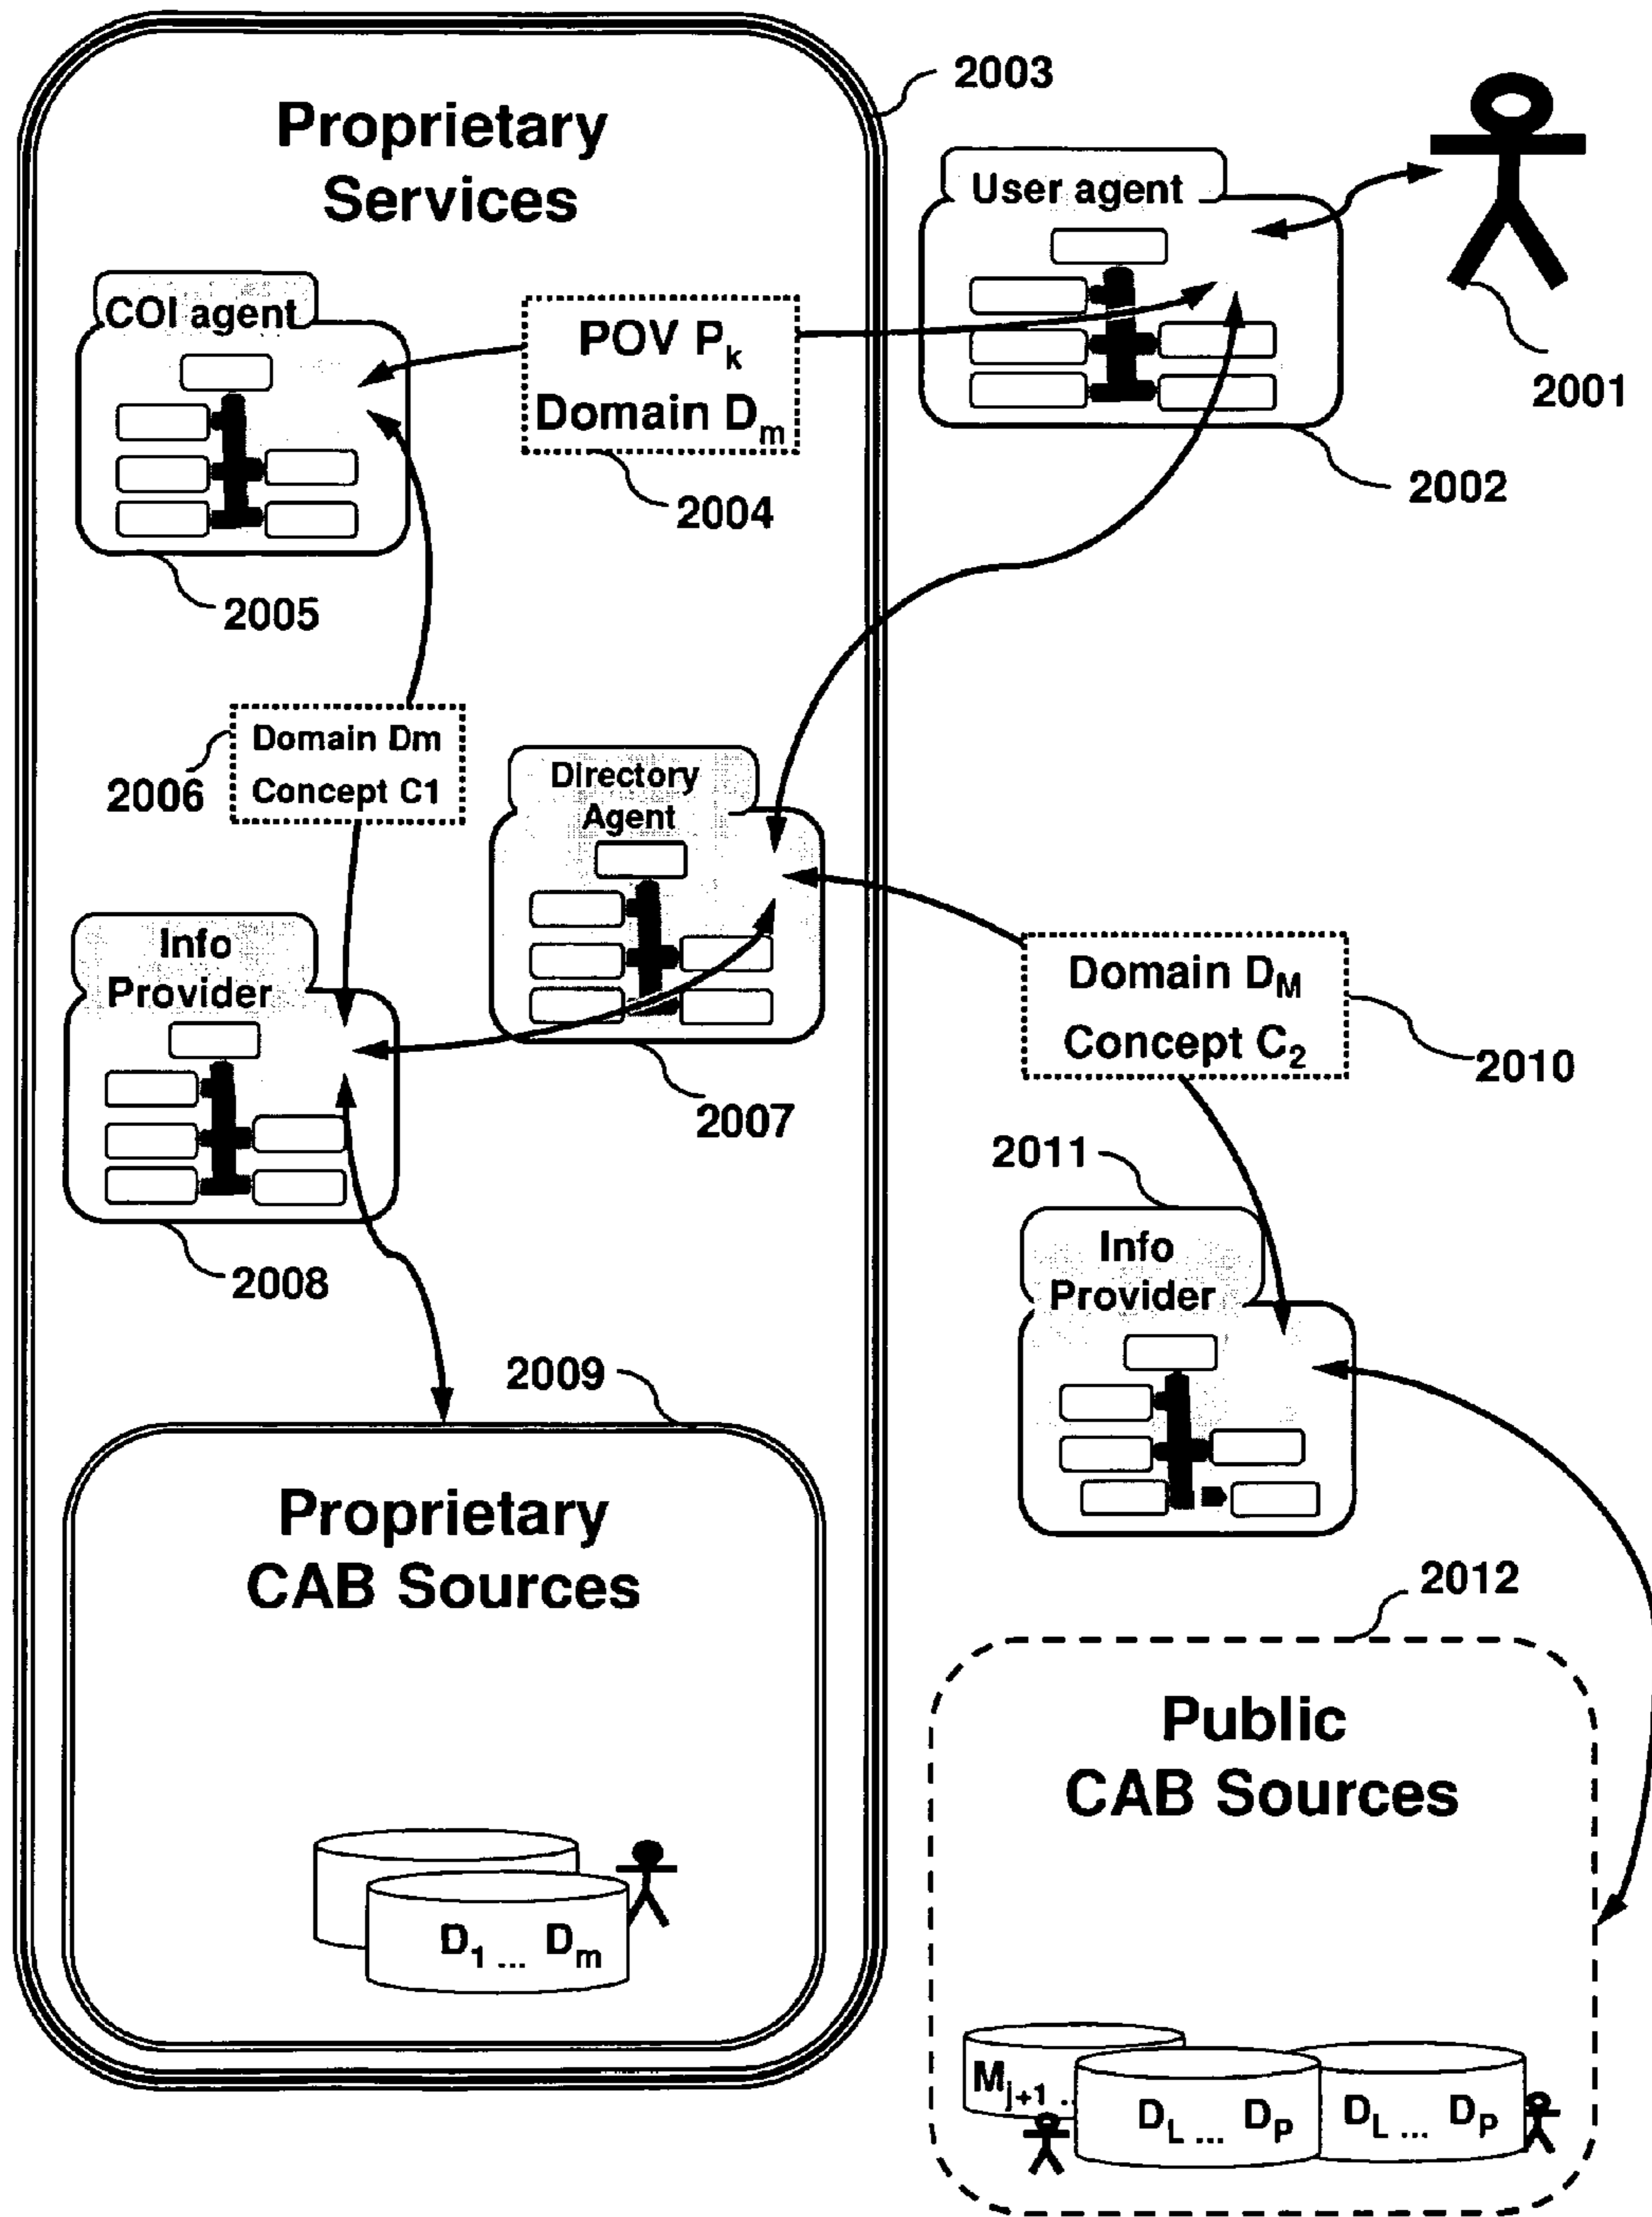 Proprietary
Services
2003
User agent
2001
COI agent
POV Pk
Domain Dm
2004
2002
2005
Domain Dm
Concept C1
2006
Directory
Agent
Info
Provider
Domain DM
Concept C2
2010
2007
2011
2008
Info
Provider
2009
Proprietary
CAB Sources
2012
Public
CAB Sources
D1 ... Dm
Mj+1 ..
DL ... DP
DL ... DP